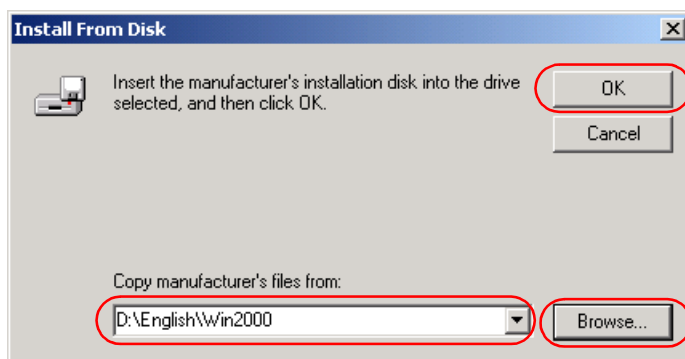 Install From Disk
Insert the manufacturer's installation disk into the drive
selected, and then click OK.
OK
Cancel
Copy manufacturer's files from:
D:\English\Win2000
Browse...